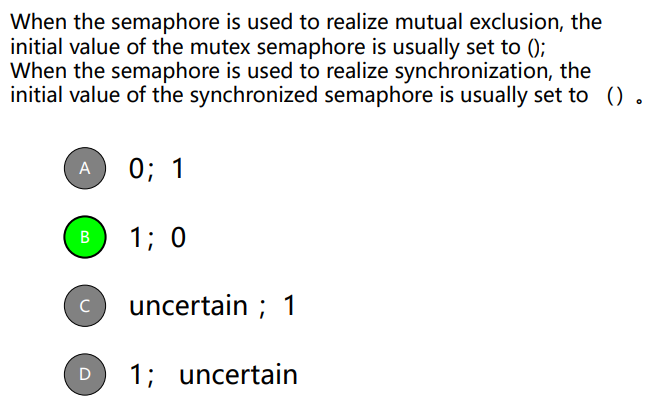 When the semaphore is used to realize mutual exclusion, the
initial value of the mutex semaphore is usually set to ();
When the semaphore is used to realize synchronization, the
initial value of the synchronized semaphore is usually set to （）。
A 0；1
B 1；0
C uncertain；1
D 1； uncertain